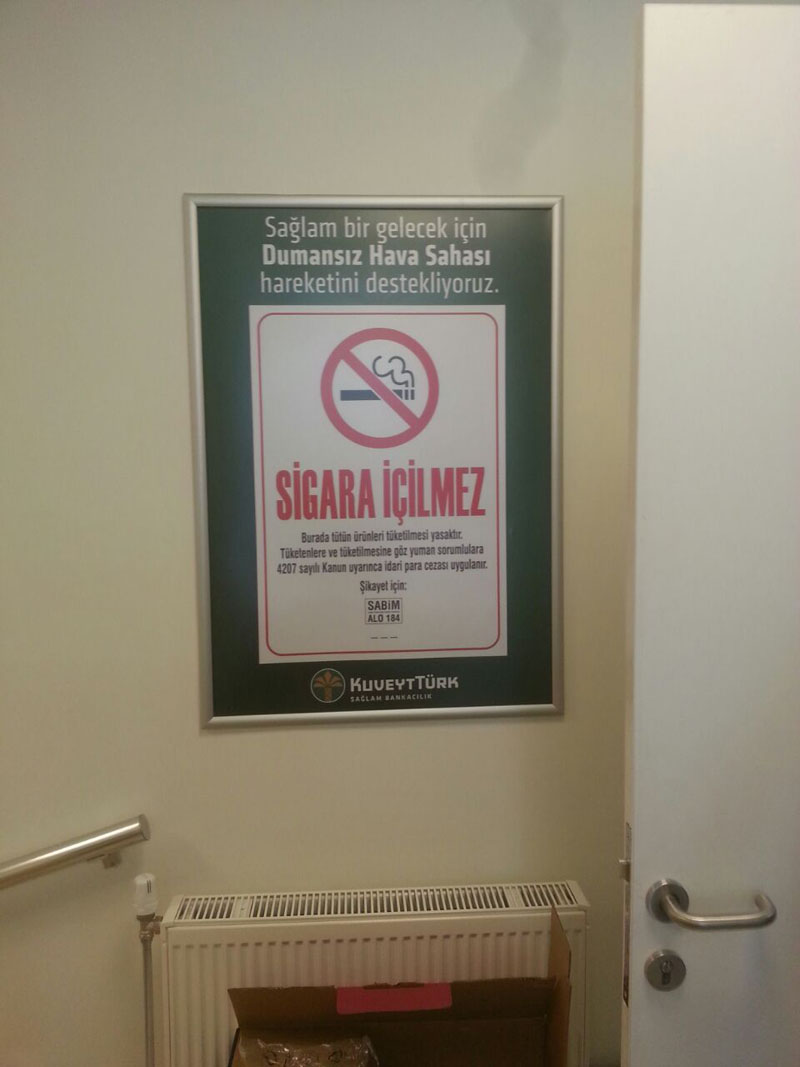 Sağlam bir gelecek için
Dumansız Hava Sahası
hareketini destekliyoruz.
SİGARA İÇİLMEZ
Burada tütün ürünleri tüketilmesi yasaktır.
Tüketenlere ve tüketilmesine göz yuman sorumlulara
4207 sayılı Kanun uyarınca idari para cezası uygulanır.
Şikayet için:
SABİM
ALO 184
KUVEYT TÜRK
SAĞLAM BANKACILIK